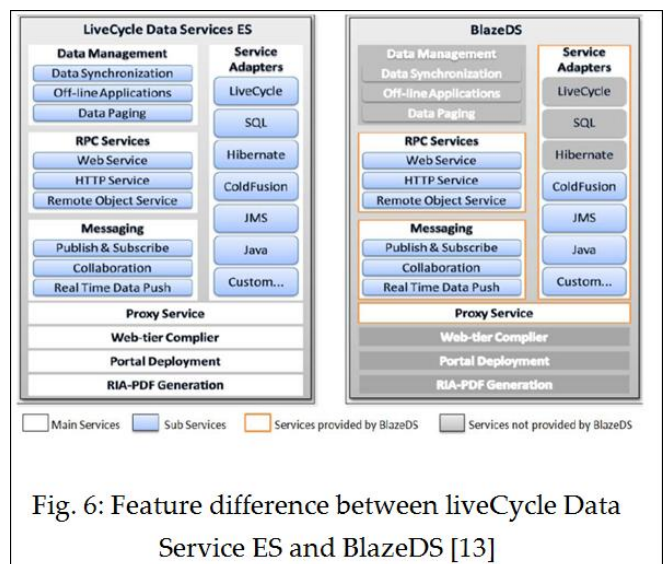 LiveCycle Data Services ES
Data Management
Data Synchronization
Off-line Applications
Data Paging
RPC Services
Web Service
HTTP Service
Remote Object Service
Messaging
Publish & Subscribe
Collaboration
Real Time Data Push
Service
Adapters
LiveCycle
SQL
Hibernate
ColdFusion
JMS
Java
Custom...
Proxy Service
Web-tier Complier
Portal Deployment
RIA-PDF Generation
BlazeDS
Data Management
Data Synchronization
Off-line Applications
Data Paging
RPC Services
Web Service
HTTP Service
Remote Object Service
Messaging
Publish & Subscribe
Collaboration
Real Time Data Push
Service
Adapters
LiveCycle
SQL
Hibernate
ColdFusion
JMS
Java
Custom...
Proxy Service
Web-tier Complier
Portal Deployment
RIA-PDF Generation
Main Services
Sub Services
Services provided by BlazeDS
Services not provided by BlazeDS
Fig. 6: Feature difference between liveCycle Data
Service ES and BlazeDS [13]